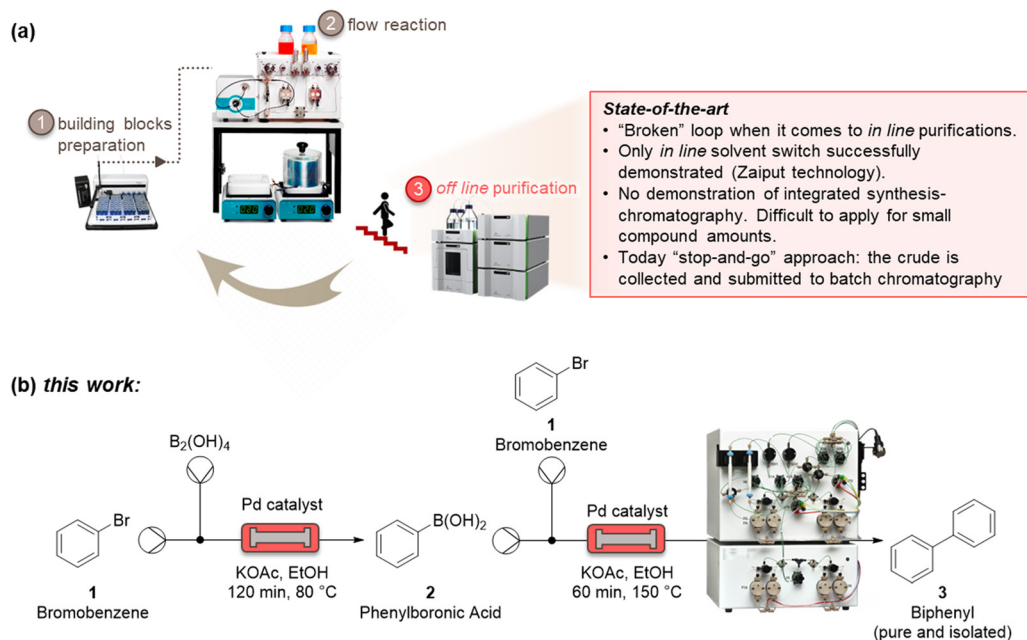 (a)
2 flow reaction
1 building blocks
preparation
3 off line purification
State-of-the-art
• "Broken" loop when it comes to in line purifications.
• Only in line solvent switch successfully
demonstrated (Zaiput technology).
• No demonstration of integrated synthesis-
chromatography. Difficult to apply for small
compound amounts.
• Today "stop-and-go" approach: the crude is
collected and submitted to batch chromatography
(b) this work:
Br
1
Bromobenzene
B₂(OH)₄
Br
1
Bromobenzene
Pd catalyst
KOAc, EtOH
120 min, 80 °C
B(OH)₂
2
Phenylboronic Acid
Pd catalyst
KOAc, EtOH
60 min, 150 °C
3
Biphenyl
(pure and isolated)